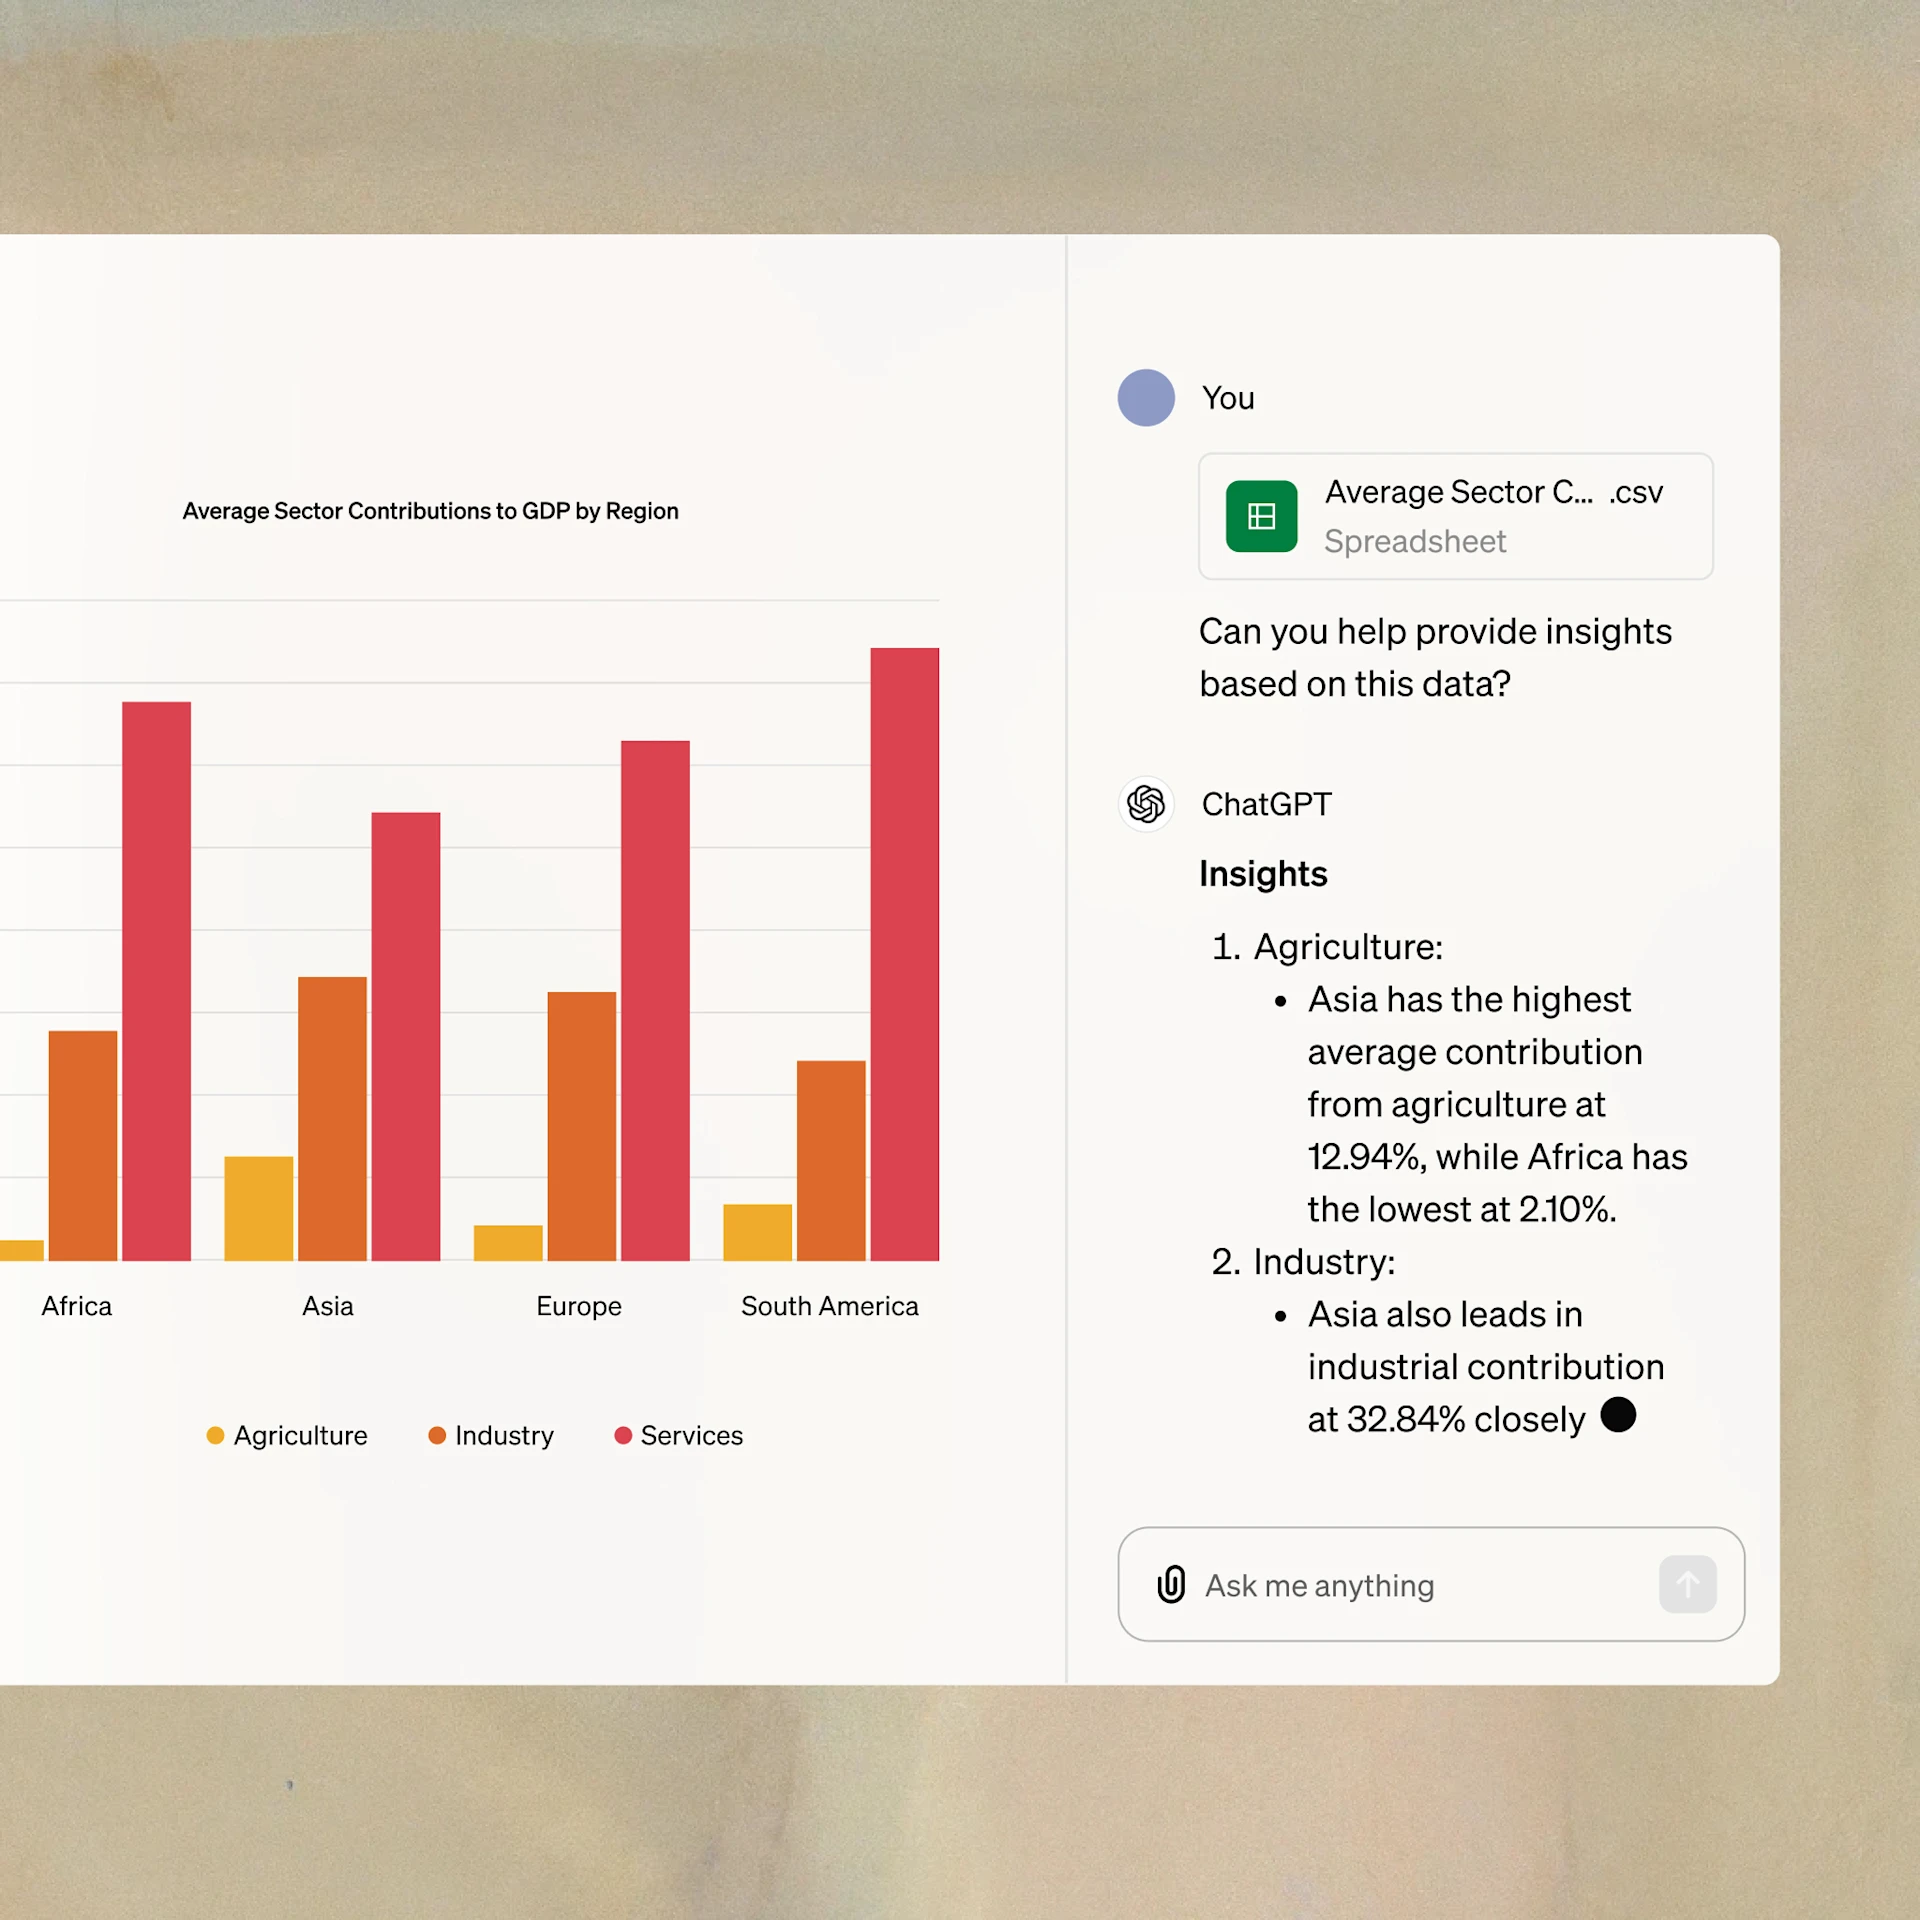 Average Sector Contributions to GDP by Region
Africa
Asia
Europe
South America
Agriculture
Industry
Services
You
Average Sector C... .csv
Spreadsheet
Can you help provide insights
based on this data?
ChatGPT
Insights
1. Agriculture:
• Asia has the highest
average contribution
from agriculture at
12.94%, while Africa has
the lowest at 2.10%.
2. Industry:
• Asia also leads in
industrial contribution
at 32.84% closely
Ask me anything